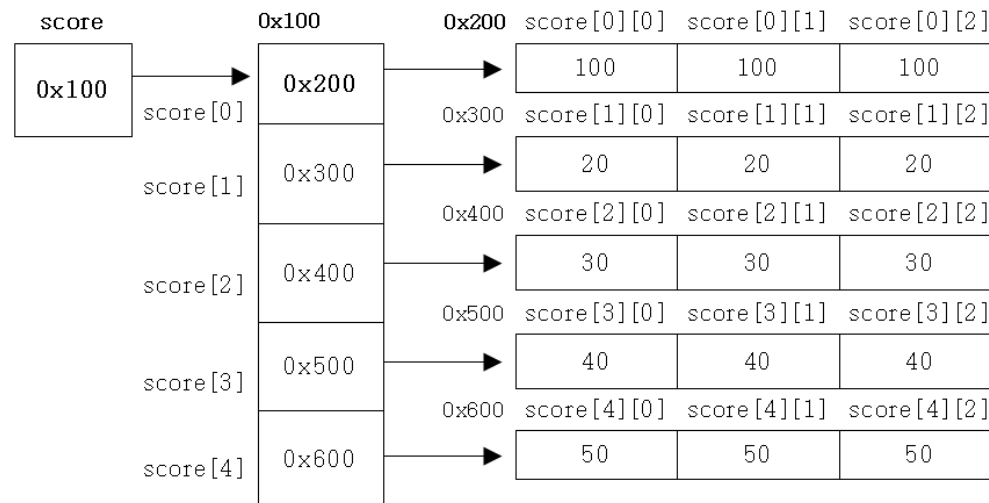 score 0x100 0x200 score[0][0] score[0][1] score[0][2]
0x100 0x200 100 100 100
score[0] 0x300 score[1][0] score[1][1] score[1][2]
0x300 20 20 20
score[1] 0x400 score[2][0] score[2][1] score[2][2]
0x400 30 30 30
score[2] 0x500 score[3][0] score[3][1] score[3][2]
0x500 40 40 40
score[3] 0x600 score[4][0] score[4][1] score[4][2]
0x600 50 50 50
score[4]